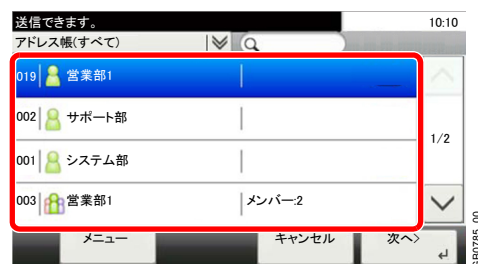 送信できます。 10:10
アドレス帳(すべて)
019 営業部1
002 サポート部
1/2
001 システム部
003 営業部1 メンバー:2
メニュー キャンセル 次へ>
GB0785_00